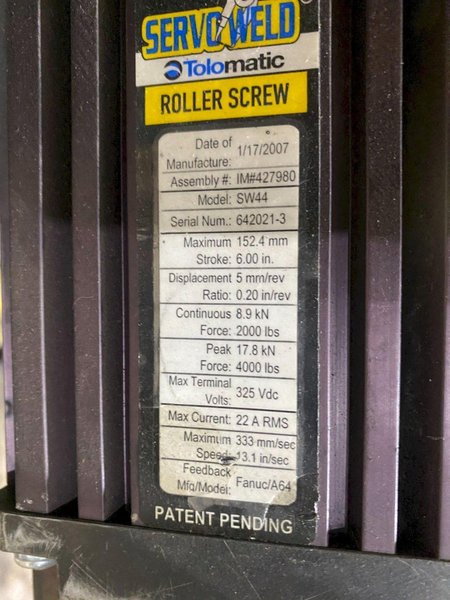 SERVOWELD
Tolomatic
ROLLER SCREW
Date of
Manufacture: 1/17/2007
Assembly #: IM#427980
Model: SW44
Serial Num.: 642021-3
Maximum 152.4 mm
Stroke: 6.00 in.
Displacement 5 mm/rev
Ratio: 0.20 in/rev
Continuous 8.9 kN
Force: 2000 lbs
Peak 17.8 kN
Force: 4000 lbs
Max Terminal
Volts: 325 Vdc
Max Current: 22 A RMS
Maximum 333 mm/sec
Speed: 13.1 in/sec
Feedback
Mfg/Model: Fanuc/A64
PATENT PENDING